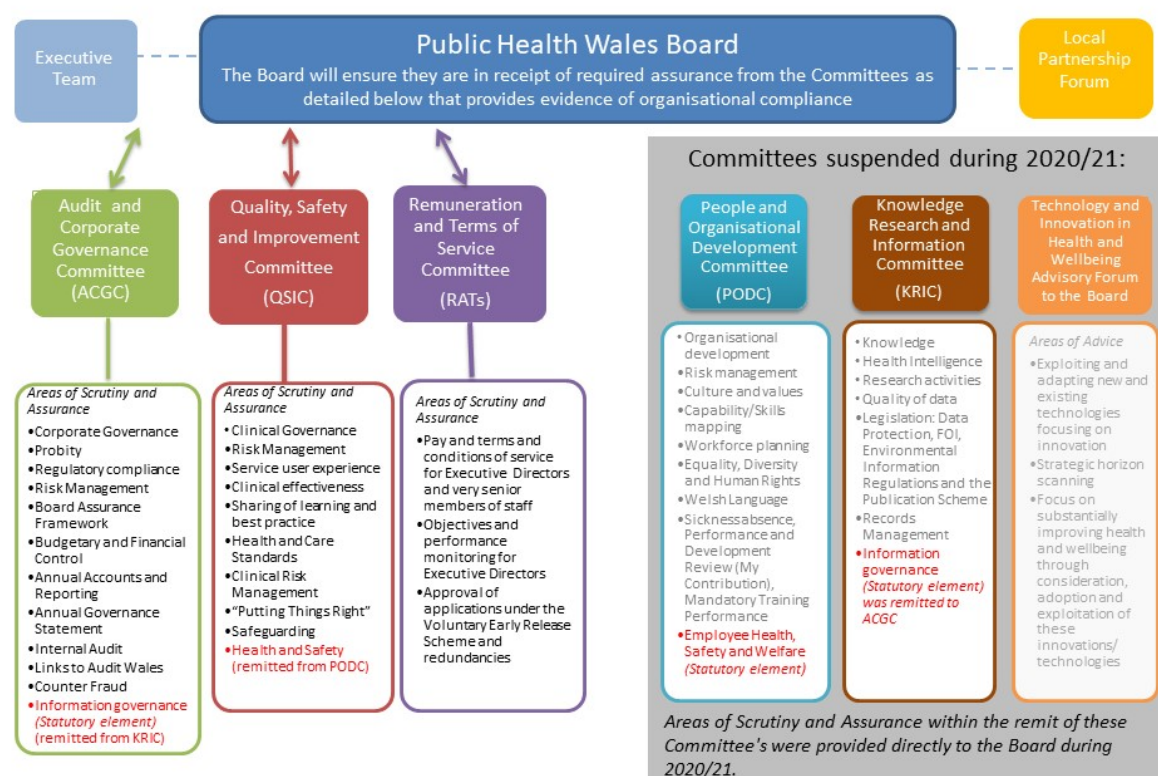 Executive
Team
Public Health Wales Board
The Board will ensure they are in receipt of required assurance from the Committees as
detailed below that provides evidence of organisational compliance
Local
Partnership
Forum
Audit and
Corporate
Governance
Committee
(ACGC)
Quality, Safety
and Improvement
Committee
(QSIC)
Remuneration
and Terms of
Service
Committee
(RATs)
Areas of Scrutiny and
Assurance
•Corporate Governance
•Probity
•Regulatory compliance
•Risk Management
•Board Assurance
Framework
•Budgetary and Financial
Control
•Annual Accounts and
Reporting
•Annual Governance
Statement
•Internal Audit
•Links to Audit Wales
•Counter Fraud
•Information governance
(Statutory element)
(remitted from KRIC)
Areas of Scrutiny and
Assurance
•Clinical Governance
•Risk Management
•Service user experience
•Clinical effectiveness
•Sharing of learning and
best practice
•Health and Care
Standards
•Clinical Risk
Management
•"Putting Things Right"
•Safeguarding
•Health and Safety
(remitted from PODC)
Areas of Scrutiny and
Assurance
•Pay and terms and
conditions of service
for Executive Directors
and very senior
members of staff
•Objectives and
performance
monitoring for
Executive Directors
•Approval of
applications under the
Voluntary Early Release
Scheme and
redundancies
Committees suspended during 2020/21:
People and
Organisational
Development
Committee
(PODC)
Knowledge
Research and
Information
Committee
(KRIC)
Technology and
Innovation in
Health and
Wellbeing
Advisory Forum
to the Board
•Organisational
development
•Risk management
•Culture and values
•Capability/Skills
mapping
•Workforce planning
•Equality, Diversity
and Human Rights
•Welsh Language
•Sickness absence,
Performance and
Development
Review (My
Contribution),
Mandatory Training
Performance
•Employee Health,
Safety and Welfare
(Statutory element)
•Knowledge
•Health Intelligence
•Research activities
•Quality of data
•Legislation: Data
Protection, FOI,
Environmental
Information
Regulations and the
Publication Scheme
•Records
Management
•Information
governance
(Statutory element)
was remitted to
ACGC
Areas of Advice
•Exploiting and
adapting new and
existing
technologies
focusing on
innovation
•Strategic horizon
scanning
•Focus on
substantially
improving health
and wellbeing
through
consideration,
adoption and
exploitation of
these
innovations/
technologies
Areas of Scrutiny and Assurance within the remit of these
Committee's were provided directly to the Board during
2020/21.